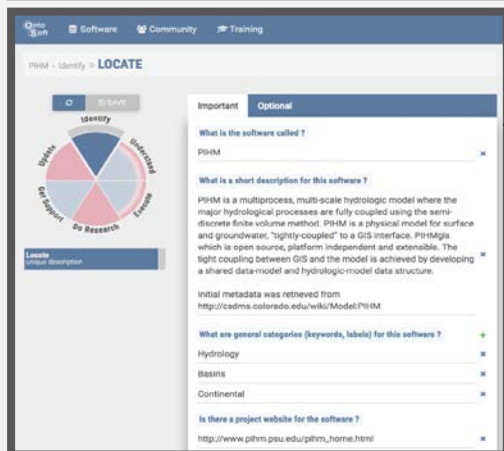 Onto Soft
Software
Community
Training
PIHM » Identify » LOCATE
SAVE
Identify
Understand
Execute
Do Research
Get Support
Update
Locate
unique description
Important
Optional
What is the software called ?
PIHM
What is a short description for this software ?
PIHM is a multiprocess, multi-scale hydrologic model where the
major hydrological processes are fully coupled using the semi-
discrete finite volume method. PIHM is a physical model for surface
and groundwater, "tightly-coupled" to a GIS interface. PIHMgis
which is open source, platform independent and extensible. The
tight coupling between GIS and the model is achieved by developing
a shared data-model and hydrologic-model data structure.
Initial metadata was retrieved from
http://csdms.colorado.edu/wiki/Model:PIHM
What are general categories (keywords, labels) for this software ?
Hydrology
Basins
Continental
Is there a project website for the software ?
http://www.pihm.psu.edu/pihm_home.html